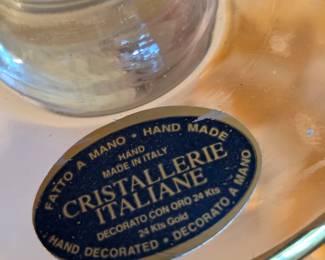 FATTO A MANO • HAND MADE
HAND
MADE IN ITALY
CRISTALLERIE
ITALIANE
DECORATO CON ORO 24 Kts
24 Kts Gold
HAND DECORATED • DECORATO A MANO